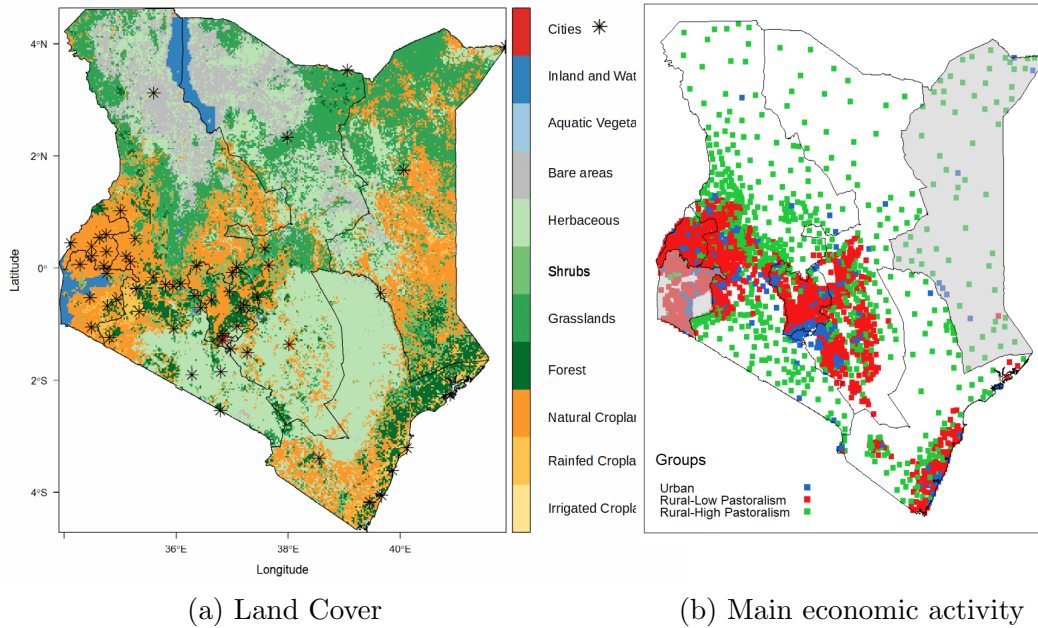 4°N
2°N
0°
2°S
4°S
Latitude
36°E
38°E
40°E
Longitude
Cities
Inland and Wat
Aquatic Vegeta
Bare areas
Herbaceous
Shrubs
Grasslands
Forest
Natural Croplan
Rainfed Cropla
Irrigated Cropla
Groups
Urban
Rural-Low Pastoralism
Rural-High Pastoralism
(a) Land Cover
(b) Main economic activity